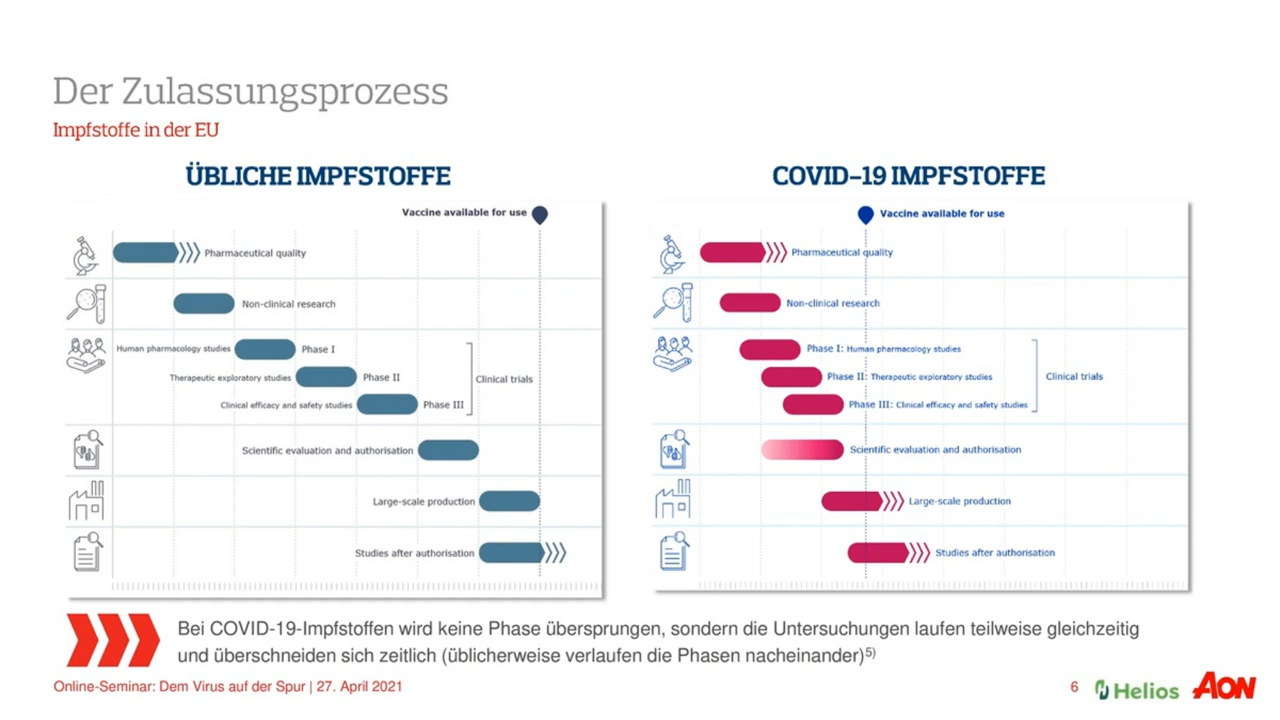 Der Zulassungsprozess
Impfstoffe in der EU
ÜBLICHE IMPFSTOFFE
Vaccine available for use
Pharmaceutical quality
Non-clinical research
Human pharmacology studies Phase I
Therapeutic exploratory studies Phase II
Clinical trials
Clinical efficacy and safety studies Phase III
Scientific evaluation and authorisation
Large-scale production
Studies after authorisation
COVID-19 IMPFSTOFFE
Vaccine available for use
Pharmaceutical quality
Non-clinical research
Phase I: Human pharmacology studies
Phase II: Therapeutic exploratory studies
Clinical trials
Phase III: Clinical efficacy and safety studies
Scientific evaluation and authorisation
Large-scale production
Studies after authorisation
Bei COVID-19-Impfstoffen wird keine Phase übersprungen, sondern die Untersuchungen laufen teilweise gleichzeitig
und überschneiden sich zeitlich (üblicherweise verlaufen die Phasen nacheinander)5)
Online-Seminar: Dem Virus auf der Spur | 27. April 2021
6 Helios AON